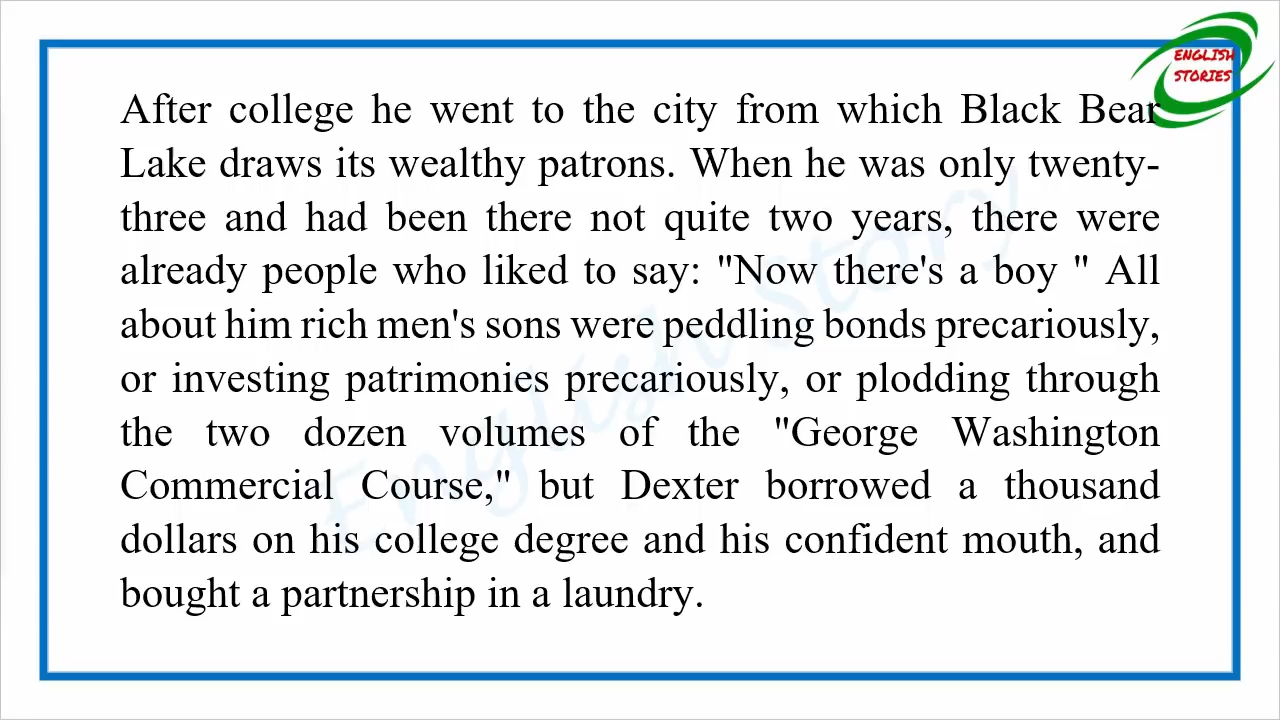 ENGLISH
STORIES
After college he went to the city from which Black Bear
Lake draws its wealthy patrons. When he was only twenty-
three and had been there not quite two years, there were
already people who liked to say: "Now there's a boy " All
about him rich men's sons were peddling bonds precariously,
or investing patrimonies precariously, or plodding through
the two dozen volumes of the "George Washington
Commercial Course," but Dexter borrowed a thousand
dollars on his college degree and his confident mouth, and
bought a partnership in a laundry.
English Story